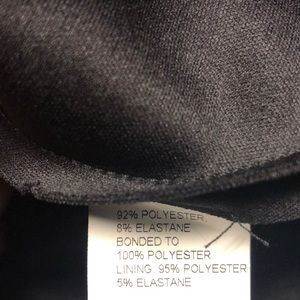 92% POLYESTER,
8% ELASTANE
BONDED TO
100% POLYESTER
LINING 95% POLYESTER
5% ELASTANE